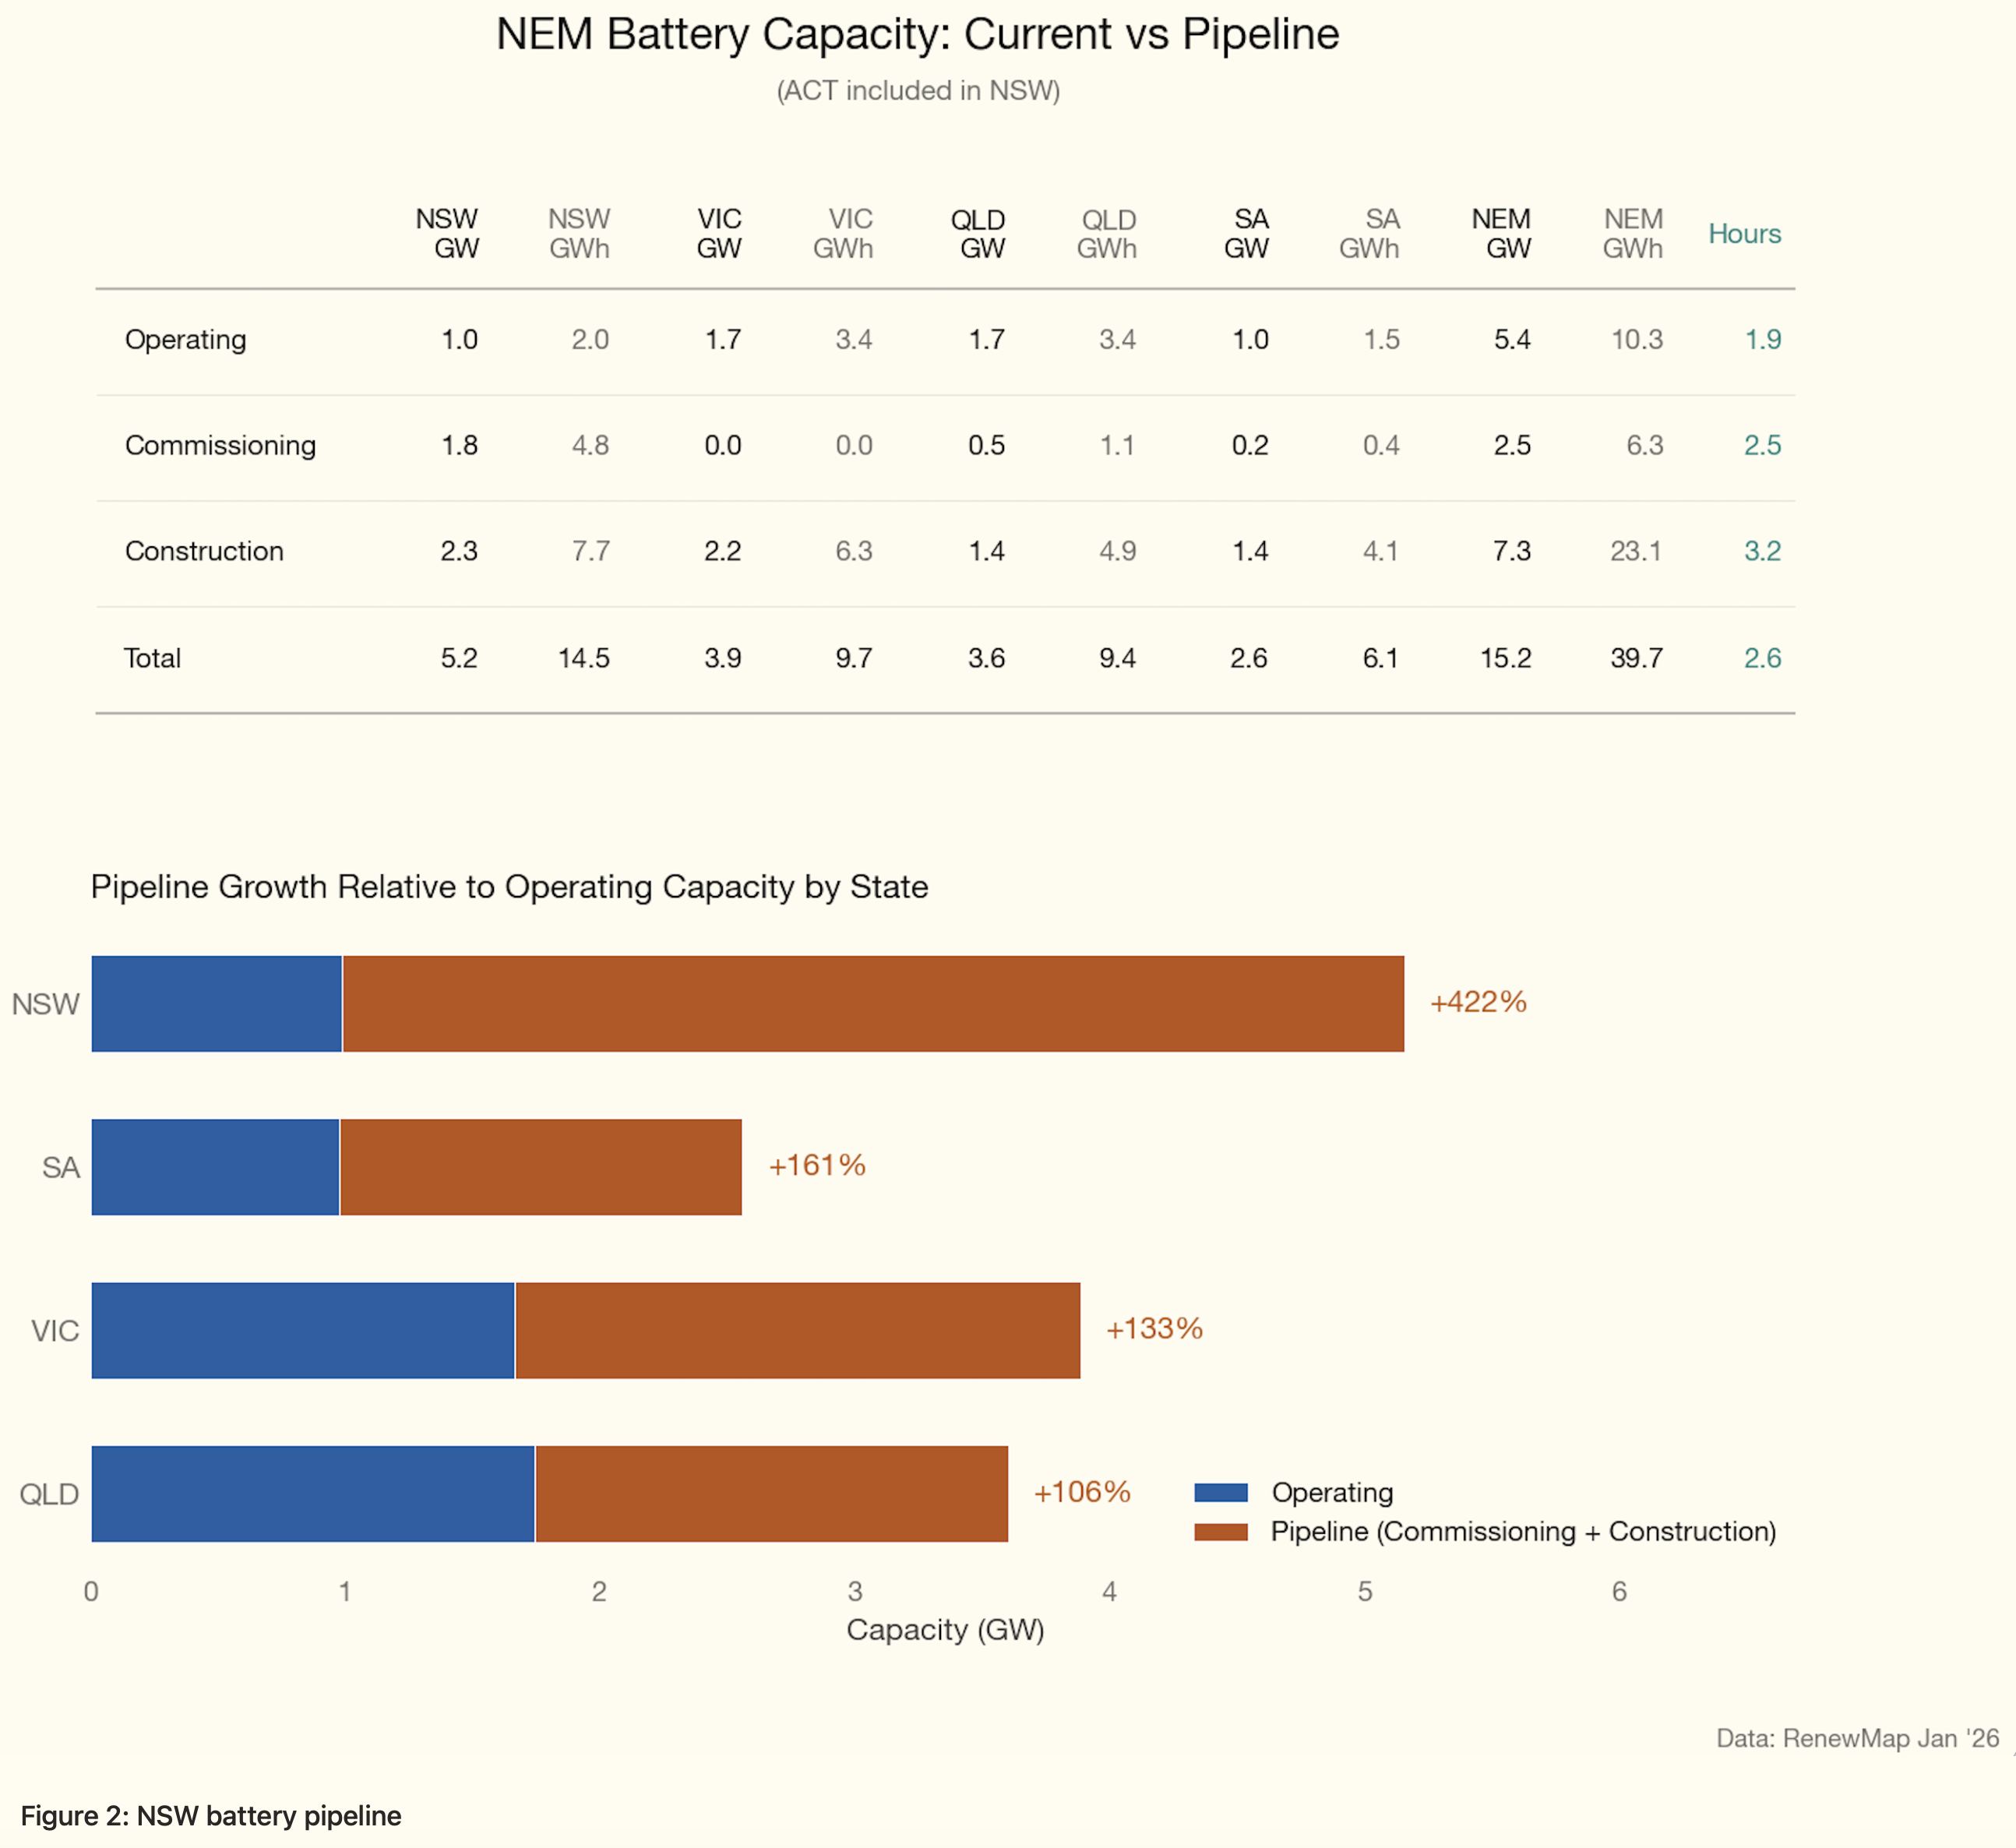 NEM Battery Capacity: Current vs Pipeline
(ACT included in NSW)
NSW GW NSW GWh VIC GW VIC GWh QLD GW QLD GWh SA GW SA GWh NEM GW NEM GWh Hours
Operating 1.0 2.0 1.7 3.4 1.7 3.4 1.0 1.5 5.4 10.3 1.9
Commissioning 1.8 4.8 0.0 0.0 0.5 1.1 0.2 0.4 2.5 6.3 2.5
Construction 2.3 7.7 2.2 6.3 1.4 4.9 1.4 4.1 7.3 23.1 3.2
Total 5.2 14.5 3.9 9.7 3.6 9.4 2.6 6.1 15.2 39.7 2.6
Pipeline Growth Relative to Operating Capacity by State
NSW +422%
SA +161%
VIC +133%
QLD +106%
Operating
Pipeline (Commissioning + Construction)
0 1 2 3 4 5 6
Capacity (GW)
Data: RenewMap Jan '26
Figure 2: NSW battery pipeline